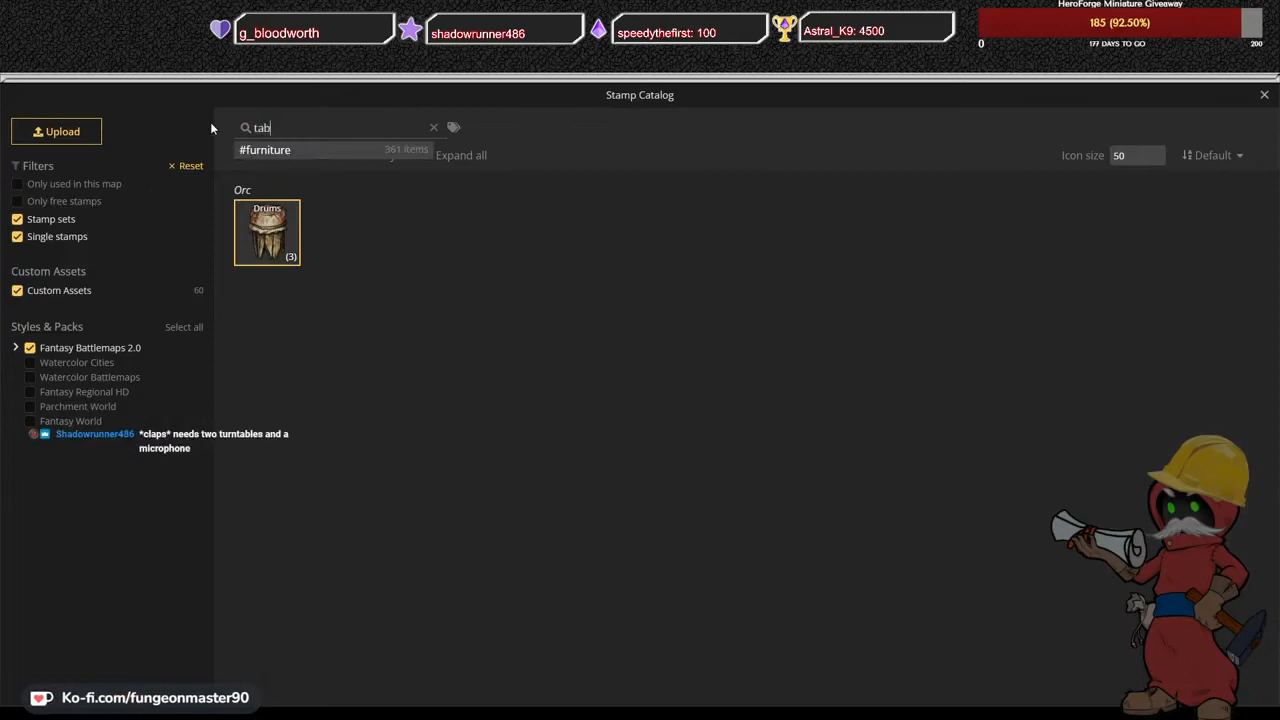 HeroForge Miniature Giveaway
g_bloodworth
shadowrunner486
speedythefirst: 100
Astral_K9: 4500
185 (92.50%)
0
177 DAYS TO GO
200
Stamp Catalog
Upload
tab
#furniture
361 items
Expand all
Icon size
50
Default
Filters
Reset
Only used in this map
Only free stamps
Stamp sets
Single stamps
Orc
Drums
(3)
Custom Assets
Custom Assets
60
Styles & Packs
Select all
Fantasy Battlemaps 2.0
Watercolor Cities
Watercolor Battlemaps
Fantasy Regional HD
Parchment World
Fantasy World
Shadowrunner486 *claps* needs two turntables and a
microphone
Ko-fi.com/fungeonmaster90